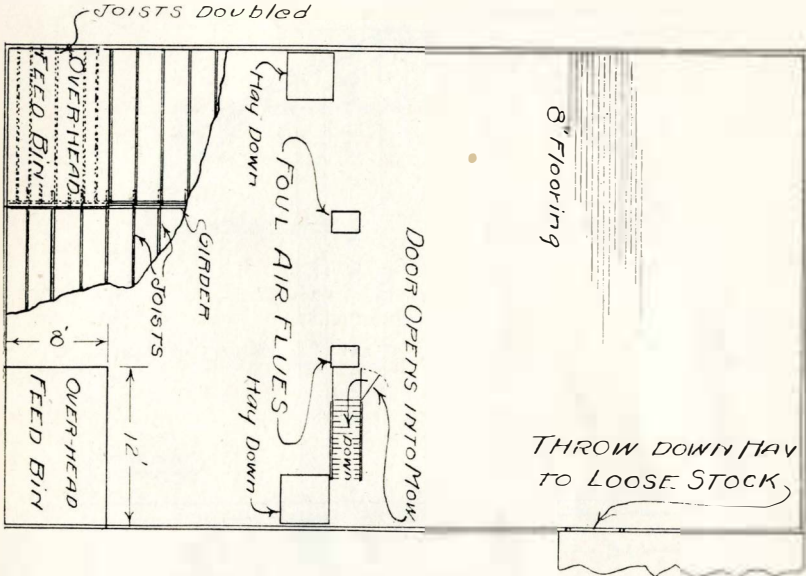 JOISTS DOUBLED
OVER-HEAD
FEED BIN
Hay Down
FOUL AIR FLUES
GIRDER
JOISTS
8'
12'
OVER-HEAD
FEED BIN
Hay Down
DOWN
DOOR OPENS INTO MOW
8" Flooring
THROW DOWN HAY
TO LOOSE STOCK